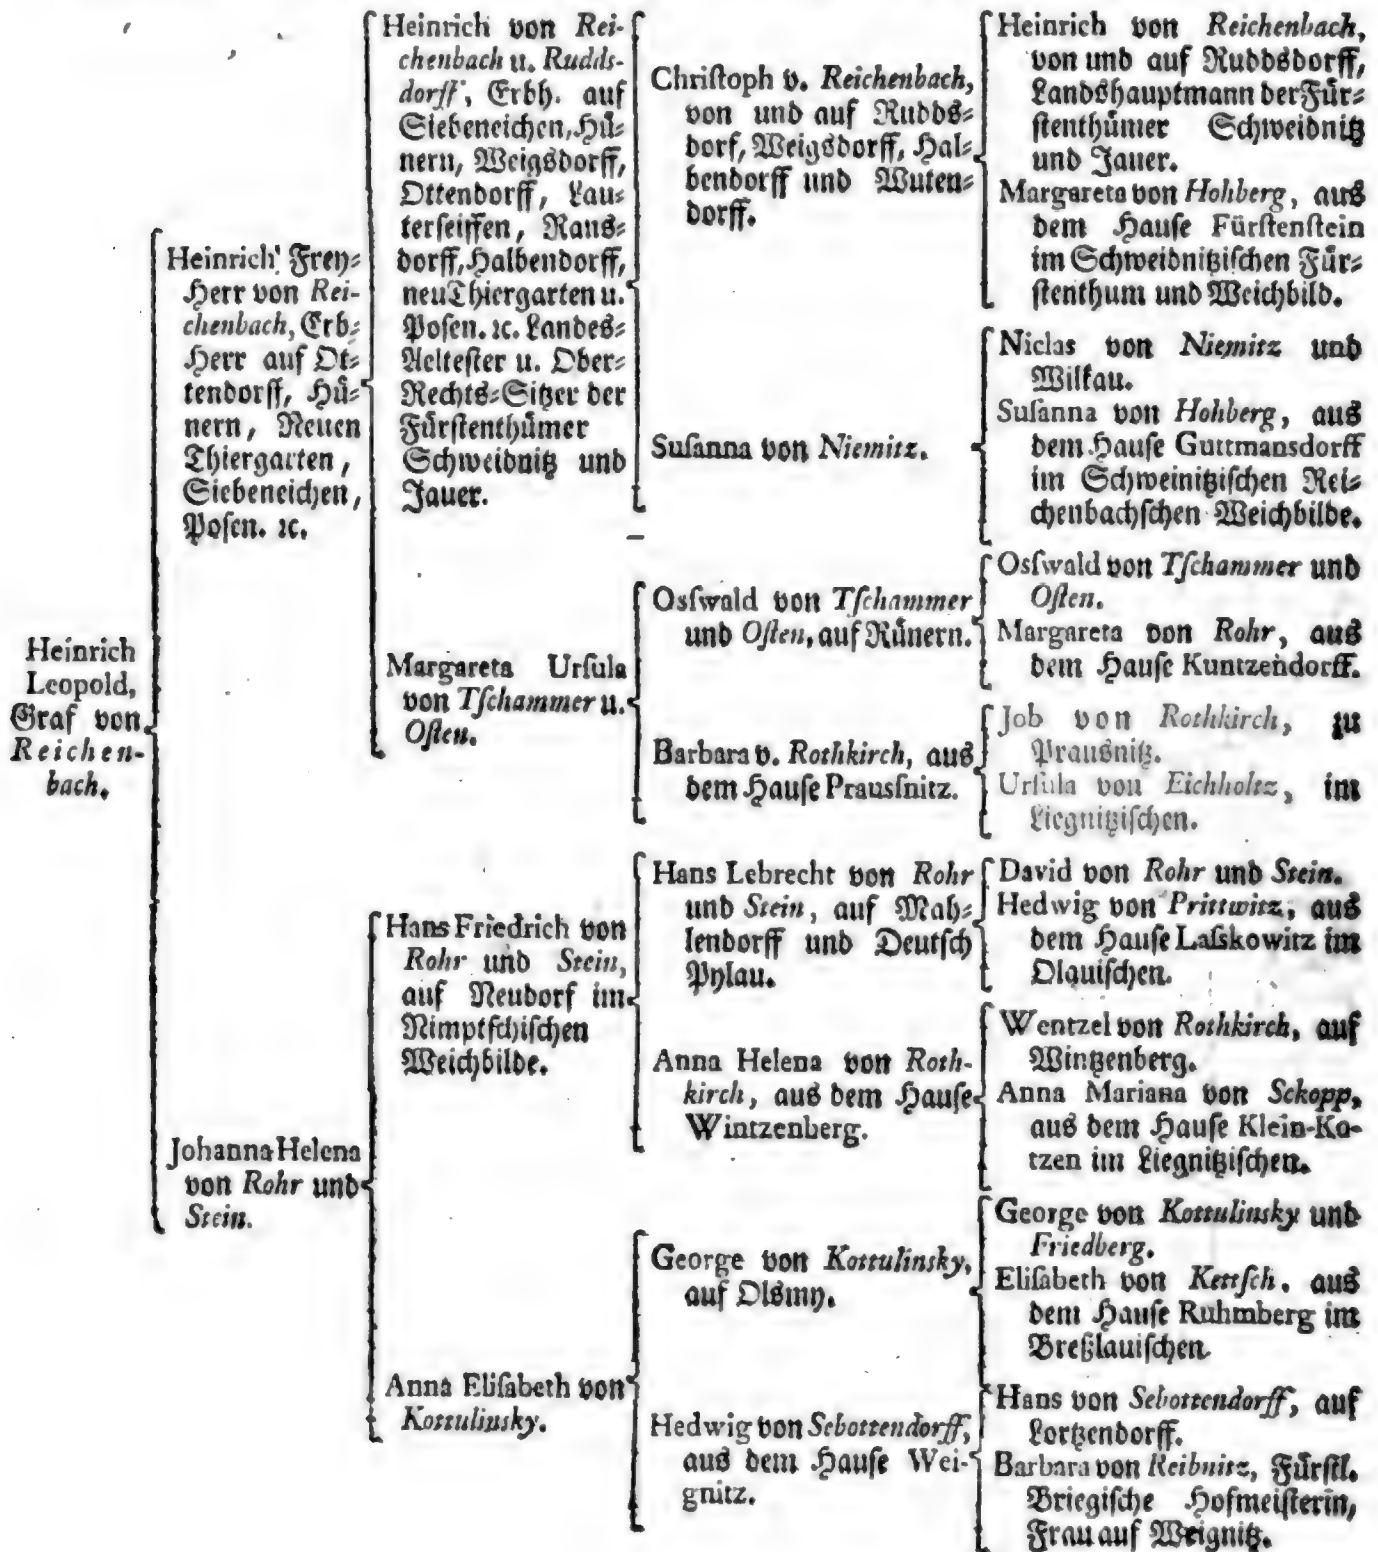 Heinrich
Leopold,
Graf von
Reichen-
bach.
Heinrich Frey-
Herr von Rei-
chenbach, Erb-
Herr auf Ot-
tendorff, Hü-
nern, Neuen
Thiergarten,
Siebeneichen,
Posen. ꝛc.
Johanna Helena
von Rohr und
Stein.
Heinrich von Rei-
chenbach u. Rudds-
dorff, Erbh. auf
Siebeneichen, Hü-
nern, Weigsdorff,
Ottendorff, Lau-
terseiffen, Rans-
dorff, Halbendorff,
neu Thiergarten u.
Posen. ꝛc. Landes-
Aeltester u. Ober-
Rechts-Sitzer der
Fürstenthümer
Schweidnitz und
Jauer.
Margareta Ursula
von Tſchammer u.
Oſten.
Hans Friedrich von
Rohr und Stein,
auf Neudorf im
Nimptschischen
Weichbilde.
Anna Eliſabeth von
Kottulinsky.
Chriſtoph v. Reichenbach,
von und auf Rudds-
dorf, Weigsdorff, Hal-
bendorff und Wuten-
dorff.
Suſanna von Niemitz.
Osſwald von Tſchammer
und Oſten, auf Rünern.
Barbara v. Rothkirch, aus
dem Hauſe Prausſnitz.
Hans Lebrecht von Rohr
und Stein, auf Mah-
lendorff und Deutſch
Pylau.
Anna Helena von Roth-
kirch, aus dem Hauſe
Wintzenberg.
George von Kottulinsky,
auf Olsmy.
Hedwig von Sebottendorff,
aus dem Hauſe Wei-
gnitz.
Heinrich von Reichenbach,
von und auf Ruddsdorff,
Landshauptmann der Für-
ſtenthümer Schweidnitz
und Jauer.
Margareta von Hohberg, aus
dem Hauſe Fürſtenſtein
im Schweidnitziſchen Für-
ſtenthum und Weichbild.
Niclas von Niemitz und
Wilkau.
Suſanna von Hohberg, aus
dem Hauſe Guttmansdorff
im Schweinitziſchen Rei-
chenbachſchen Weichbilde.
Osſwald von Tſchammer und
Oſten.
Margareta von Rohr, aus
dem Hauſe Kuntzendorff.
Job von Rothkirch, zu
Prausnitz.
Urſula von Eichholtz, im
Liegnitziſchen.
David von Rohr und Stein.
Hedwig von Prittwitz, aus
dem Hauſe Laſskowitz im
Olauiſchen.
Wentzel von Rothkirch, auf
Wintzenberg.
Anna Mariana von Sckopp,
aus dem Hauſe Klein-Ko-
tzen im Liegnitziſchen.
George von Kottulinsky und
Friedberg.
Eliſabeth von Kettſch, aus
dem Hauſe Ruhmberg im
Breßlauiſchen
Hans von Sebottendorff, auf
Lortzendorff.
Barbara von Reibnitz, Fürſtl.
Briegiſche Hofmeiſterin,
Frau auf Weignitz.